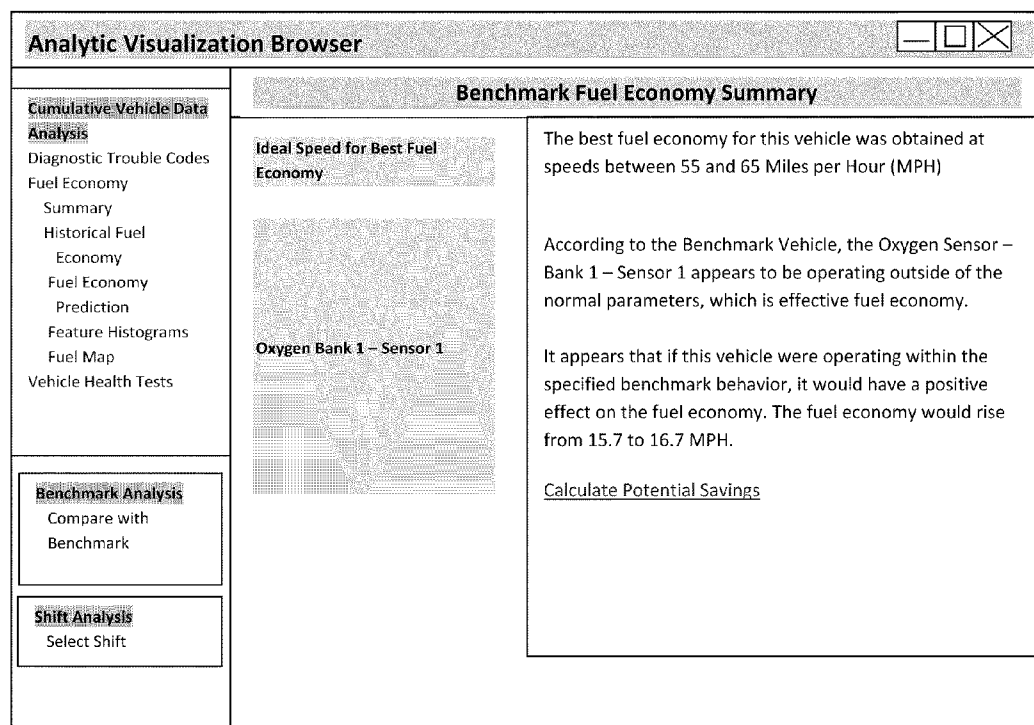 Analytic Visualization Browser
Cumulative Vehicle Data
Analysis
Diagnostic Trouble Codes
Fuel Economy
Summary
Historical Fuel
Economy
Fuel Economy
Prediction
Feature Histograms
Fuel Map
Vehicle Health Tests
Benchmark Analysis
Compare with
Benchmark
Shift Analysis
Select Shift
Benchmark Fuel Economy Summary
Ideal Speed for Best Fuel
Economy
Oxygen Bank 1 – Sensor 1
The best fuel economy for this vehicle was obtained at
speeds between 55 and 65 Miles per Hour (MPH)
According to the Benchmark Vehicle, the Oxygen Sensor –
Bank 1 – Sensor 1 appears to be operating outside of the
normal parameters, which is effective fuel economy.
It appears that if this vehicle were operating within the
specified benchmark behavior, it would have a positive
effect on the fuel economy. The fuel economy would rise
from 15.7 to 16.7 MPH.
Calculate Potential Savings